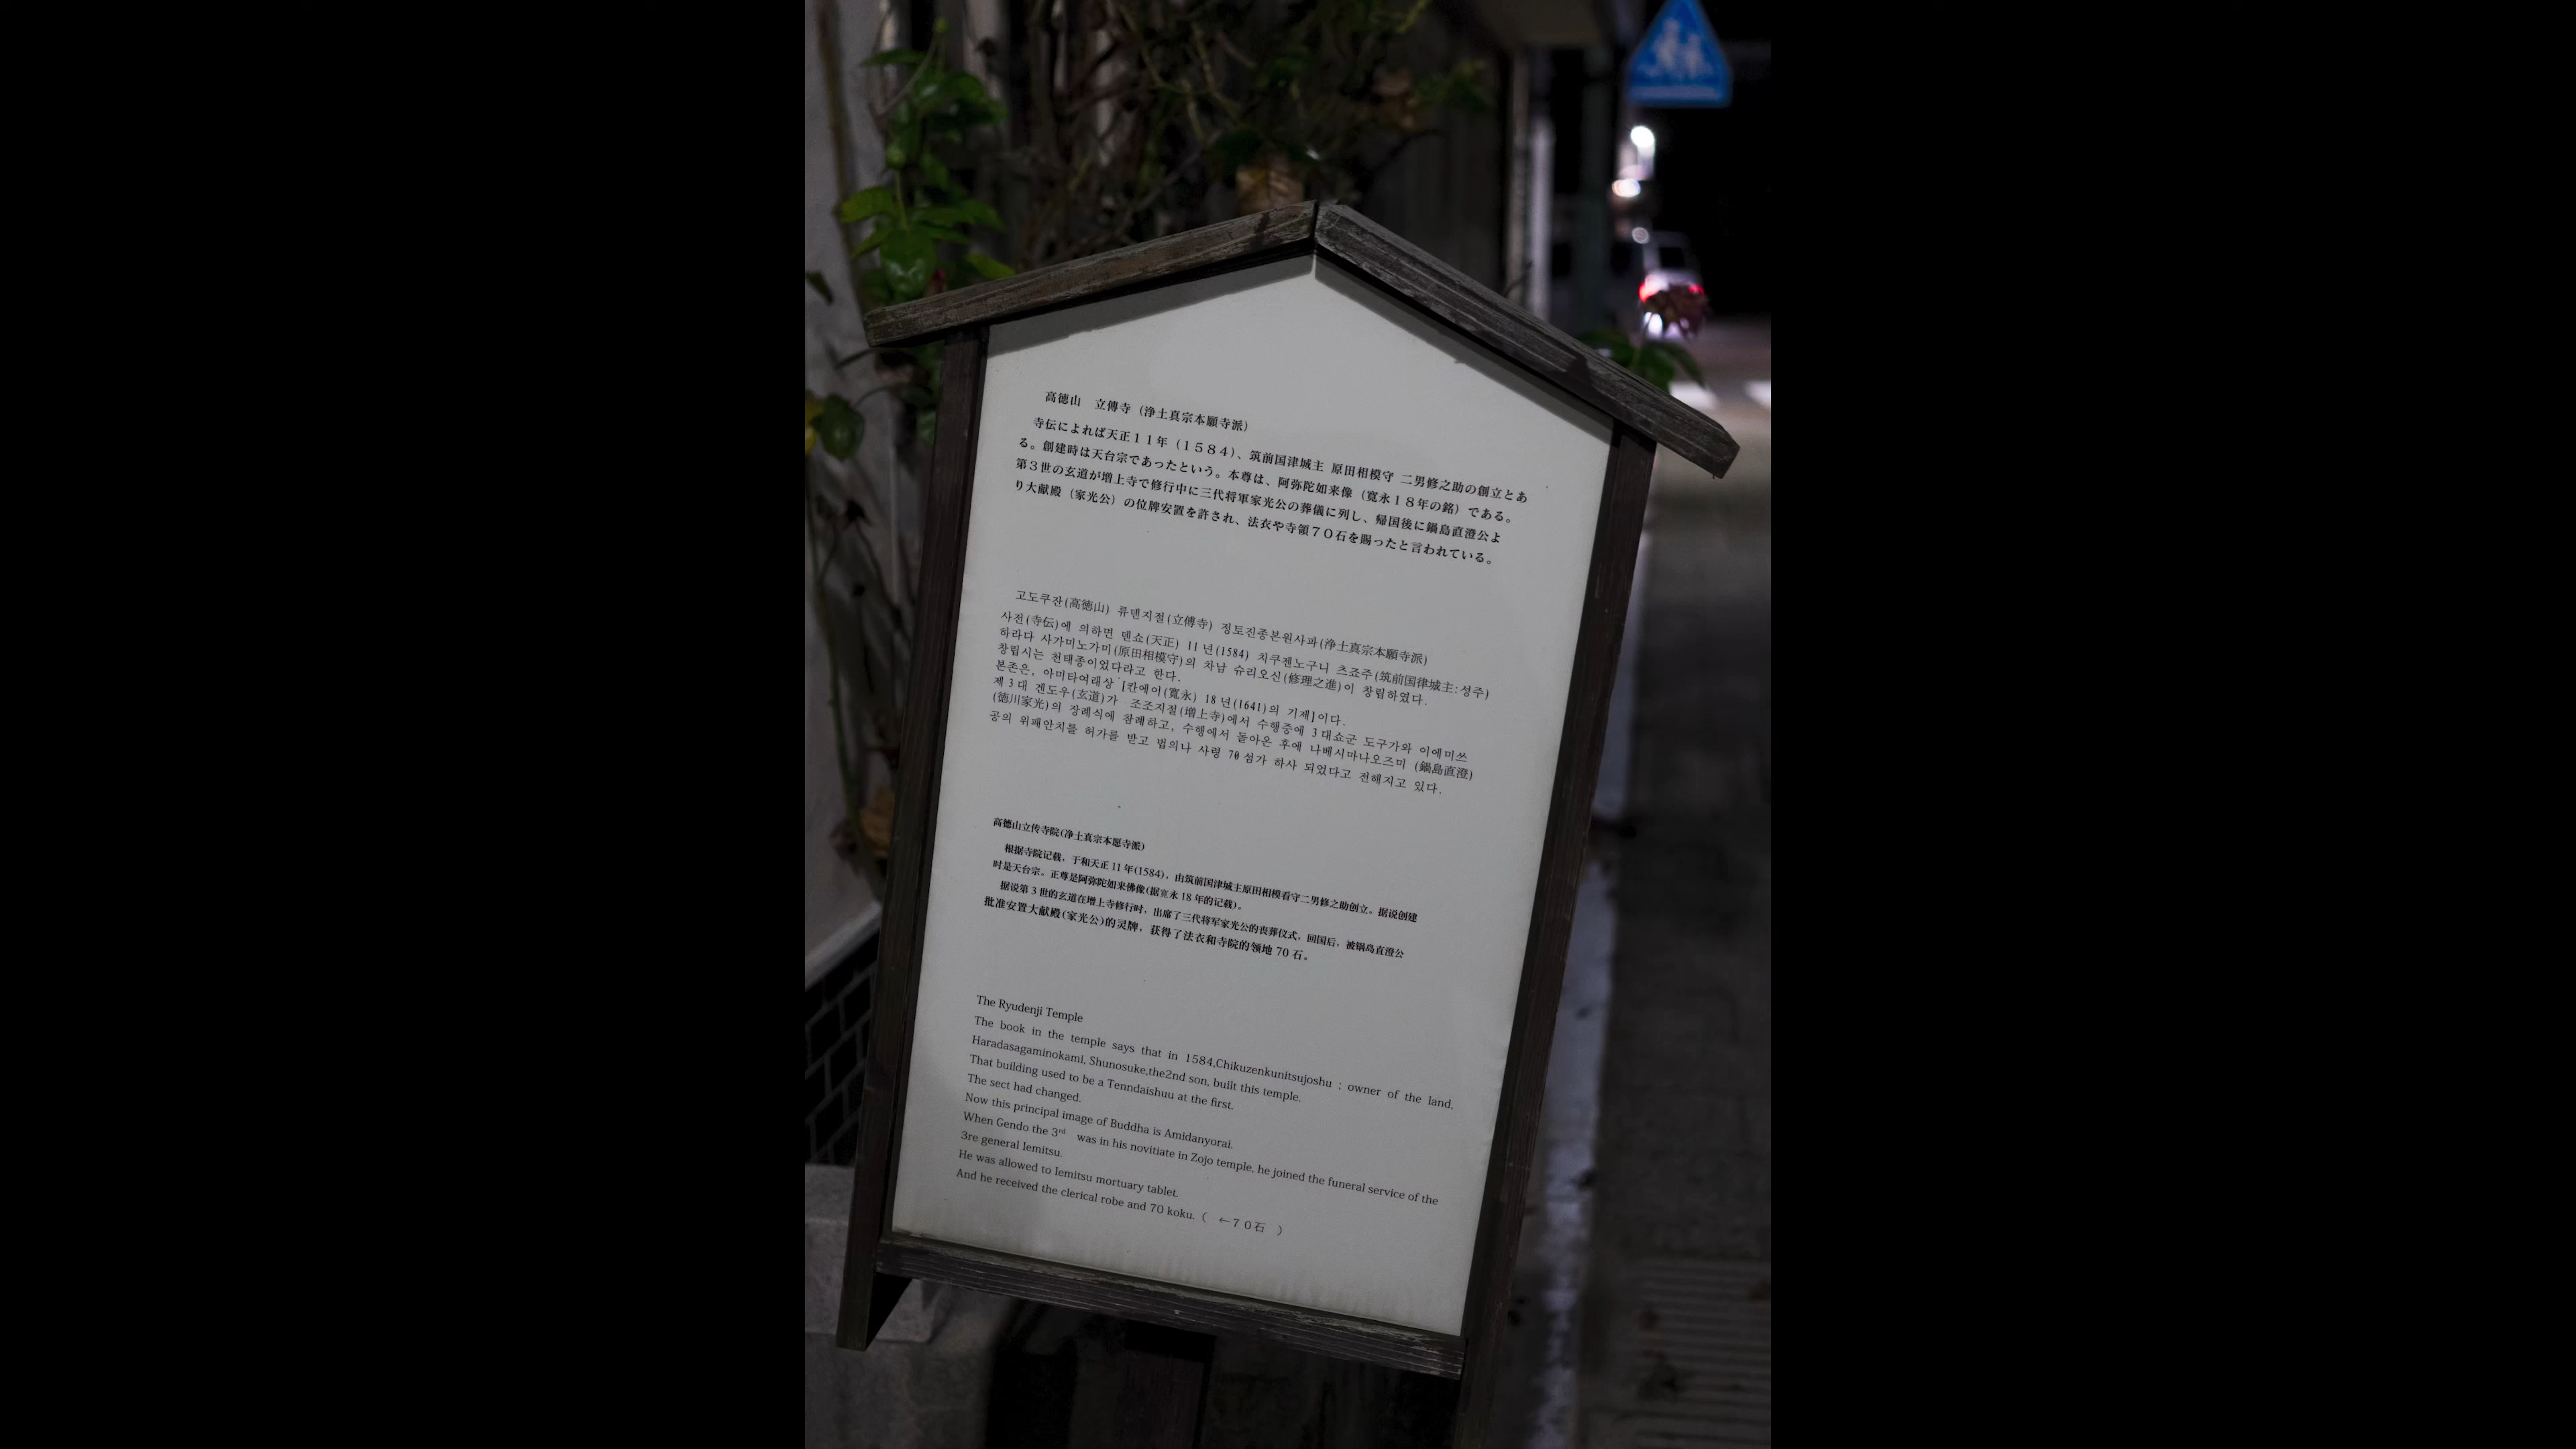 高徳山　立傳寺（浄土真宗本願寺派）
寺伝によれば天正１１年（１５８４）、筑前国津城主 原田相模守 二男修之助の創立とあ
る。創建時は天台宗であったという。本尊は、阿弥陀如来像（寛永１８年の銘）である。
第３世の玄道が増上寺で修行中に三代将軍家光公の葬儀に列し、帰国後に鍋島直澄公よ
り大献殿（家光公）の位牌安置を許され、法衣や寺領７０石を賜ったと言われている。
고도쿠잔(高徳山) 류덴지절(立傳寺) 정토진종본원사파(浄土真宗本願寺派)
사전(寺伝)에 의하면 덴쇼(天正) 11 년(1584) 치쿠젠노구니 츠죠주(筑前国津城主:성주)
하라다 사가미노가미(原田相模守)의 차남 슈리오신(修理之進)이 창립하였다.
창립시는 천태종이었다라고 한다.
본존은, 아미타여래상 [칸에이(寛永) 18 년(1641)의 기제]이다.
제 3 대 겐도우(玄道)가 조조지절(増上寺)에서 수행중에 3 대쇼군 도구가와 이에미쓰
(徳川家光)의 장례식에 참례하고, 수행에서 돌아온 후에 나베시마나오즈미 (鍋島直澄)
공의 위패안치를 허가를 받고 법의나 사령 70 섬가 하사 되었다고 전해지고 있다.
高德山立传寺院(浄土真宗本愿寺派)
根据寺院记载，于和天正 11 年(1584)，由筑前国津城主原田相模看守二男修之助创立。据说创建
时是天台宗。正尊是阿弥陀如来佛像(据寛永 18 年的记载)。
据说第 3 世的玄道在增上寺修行时，出席了三代将军家光公的丧葬仪式，回国后，被锅岛直澄公
批准安置大献殿(家光公)的灵牌，获得了法衣和寺院的领地 70 石。
The Ryudenji Temple
The book in the temple says that in 1584,Chikuzenkunitsujoshu ; owner of the land,
Haradasagaminokami, Shunosuke,the2nd son, built this temple.
That building used to be a Tenndaishuu at the first.
The sect had changed.
Now this principal image of Buddha is Amidanyorai.
When Gendo the 3rd was in his novitiate in Zojo temple, he joined the funeral service of the
3re general Iemitsu.
He was allowed to Iemitsu mortuary tablet.
And he received the clerical robe and 70 koku.（　←７０石　）